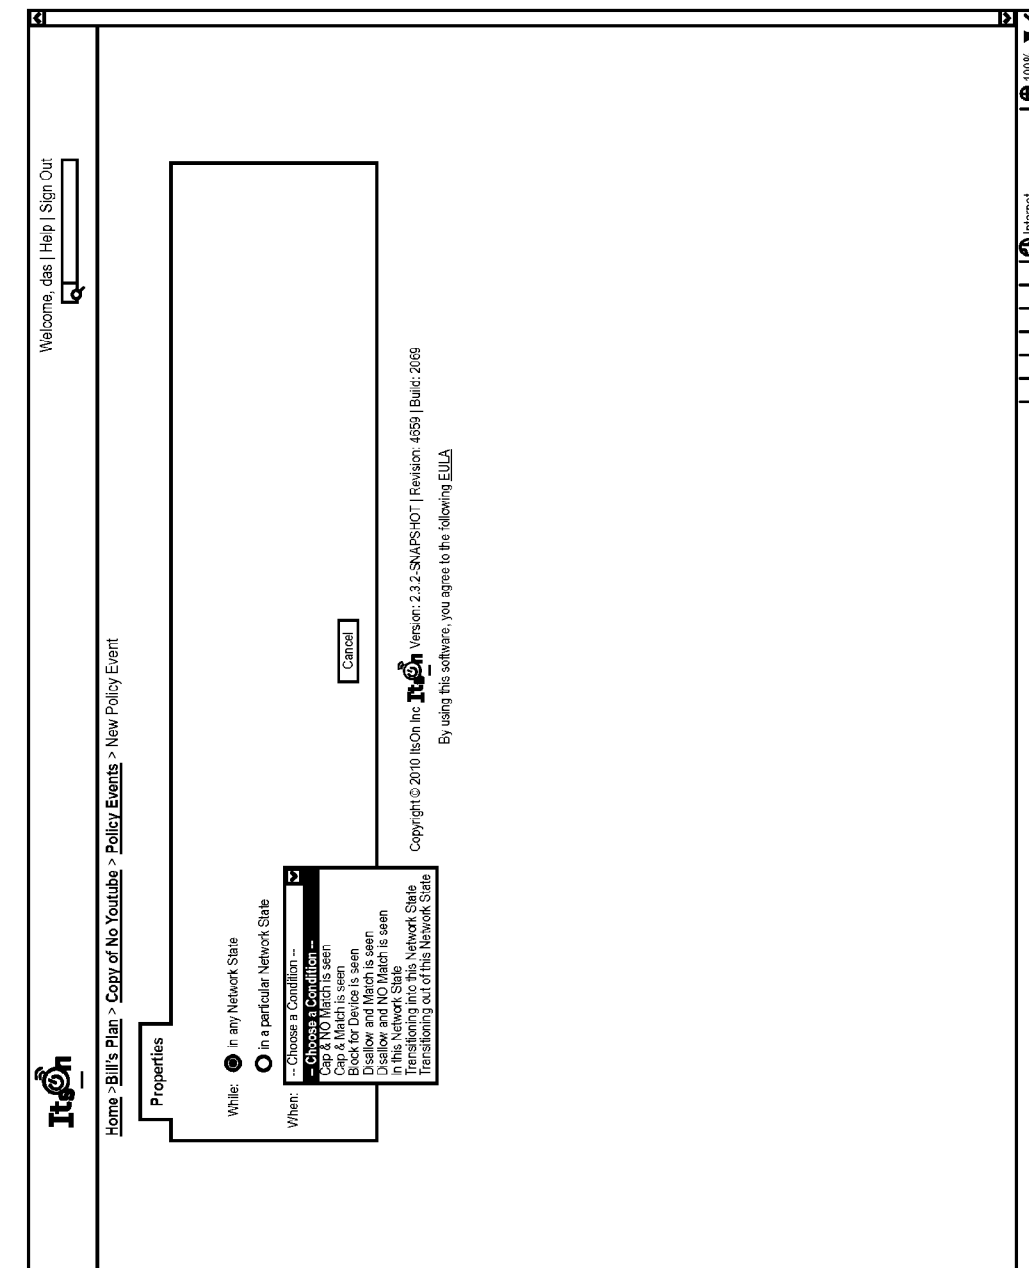 ItsOn
Welcome, das | Help | Sign Out
Home > Bill's Plan > Copy of No Youtube > Policy Events > New Policy Event
Properties
While: in any Network State
in a particular Network State
When: -- Choose a Condition --
-- Choose a Condition --
Cap & NO Match is seen
Cap & Match is seen
Block for Device is seen
Disallow and Match is seen
Disallow and NO Match is seen
In this Network State
Transitioning into this Network State
Transitioning out of this Network State
Cancel
Copyright © 2010 ItsOn Inc ItsOn Version: 2.3.2-SNAPSHOT | Revision: 4659 | Build: 2069
By using this software, you agree to the following EULA
Internet 100%